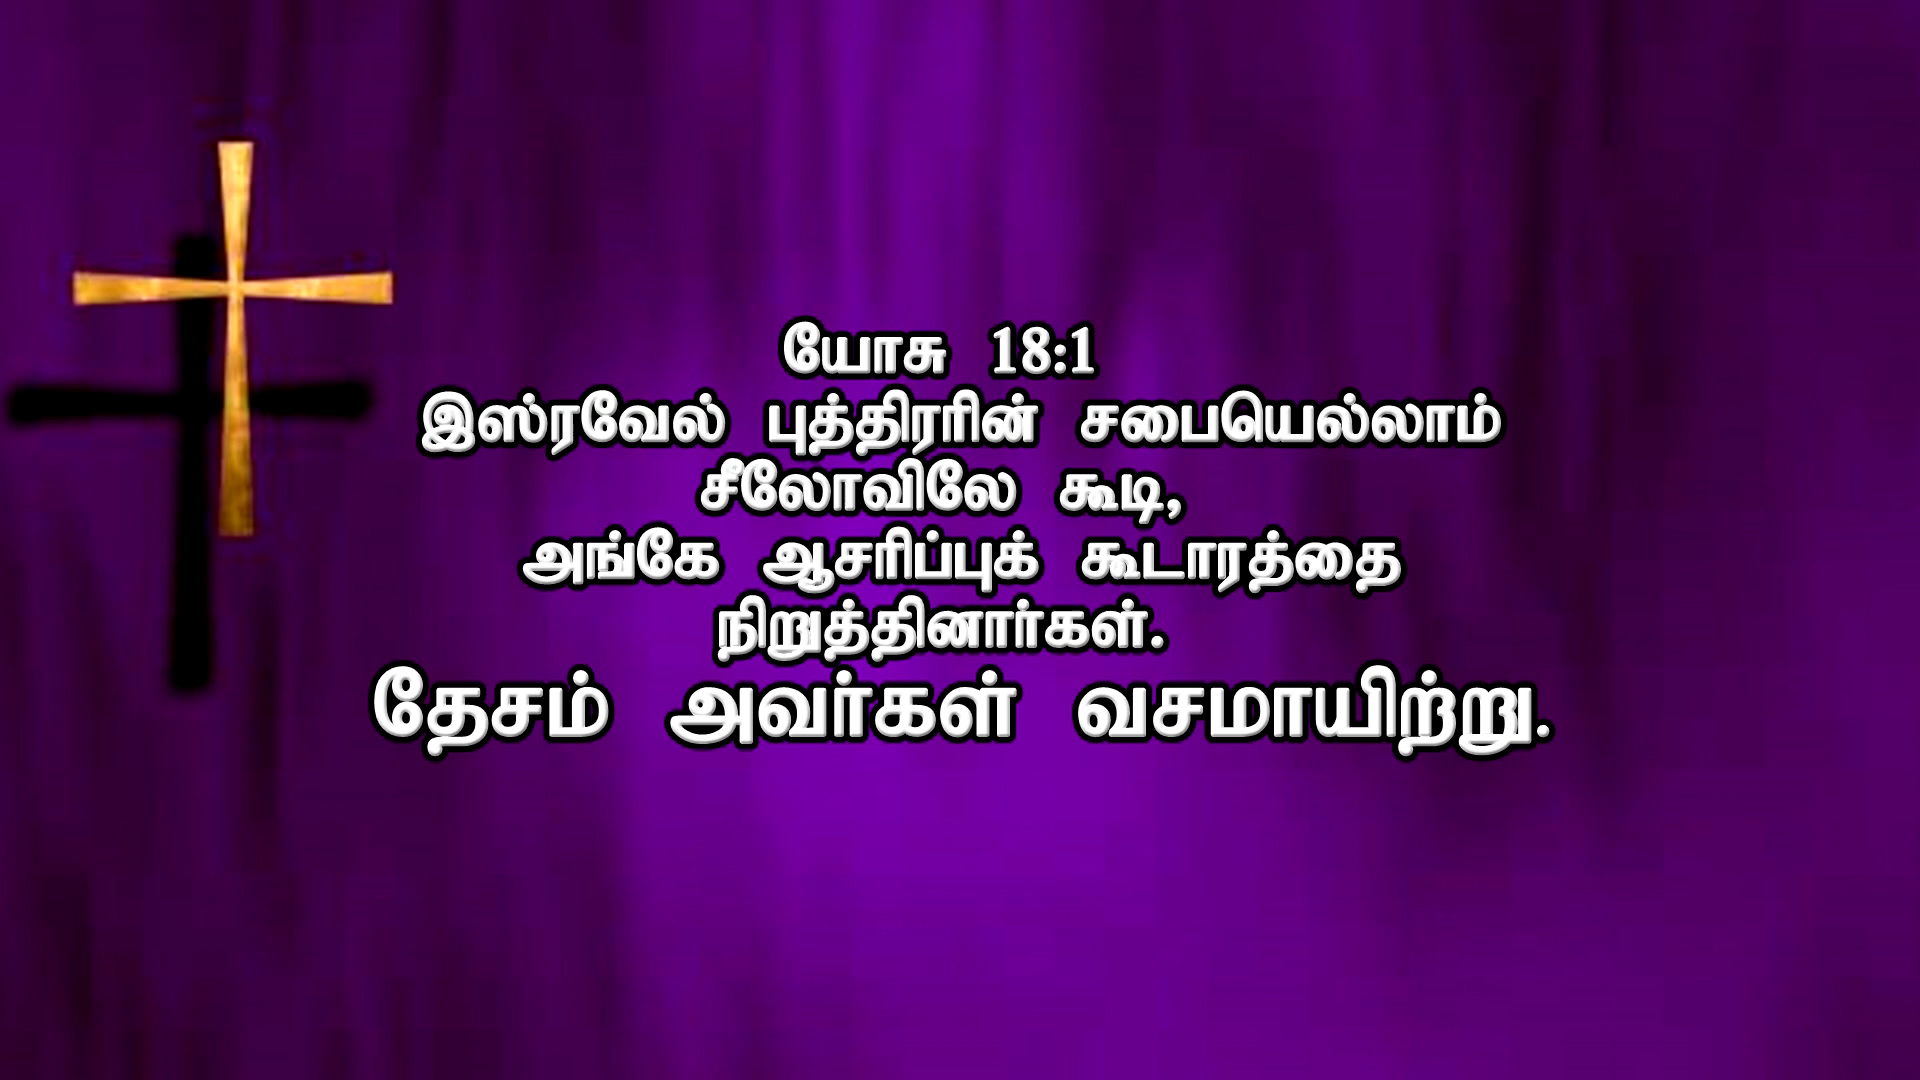 யோசு 18:1
இஸ்ரவேல் புத்திரரின் சபையெல்லாம்
சீலோவிலே கூடி,
அங்கே ஆசரிப்புக் கூடாரத்தை
நிறுத்தினார்கள்.
தேசம் அவர்கள் வசமாயிற்று.